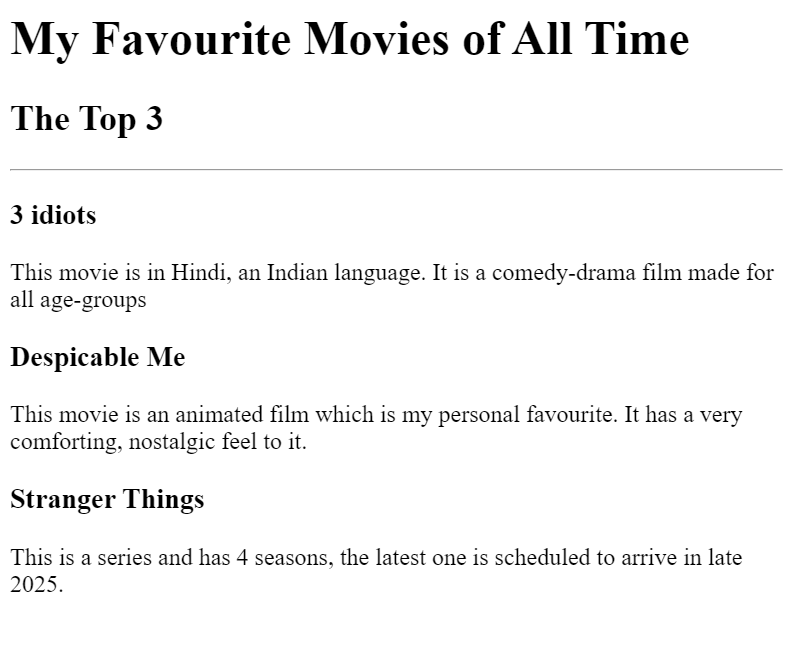 My Favourite Movies of All Time
The Top 3
3 idiots
This movie is in Hindi, an Indian language. It is a comedy-drama film made for
all age-groups
Despicable Me
This movie is an animated film which is my personal favourite. It has a very
comforting, nostalgic feel to it.
Stranger Things
This is a series and has 4 seasons, the latest one is scheduled to arrive in late
2025.